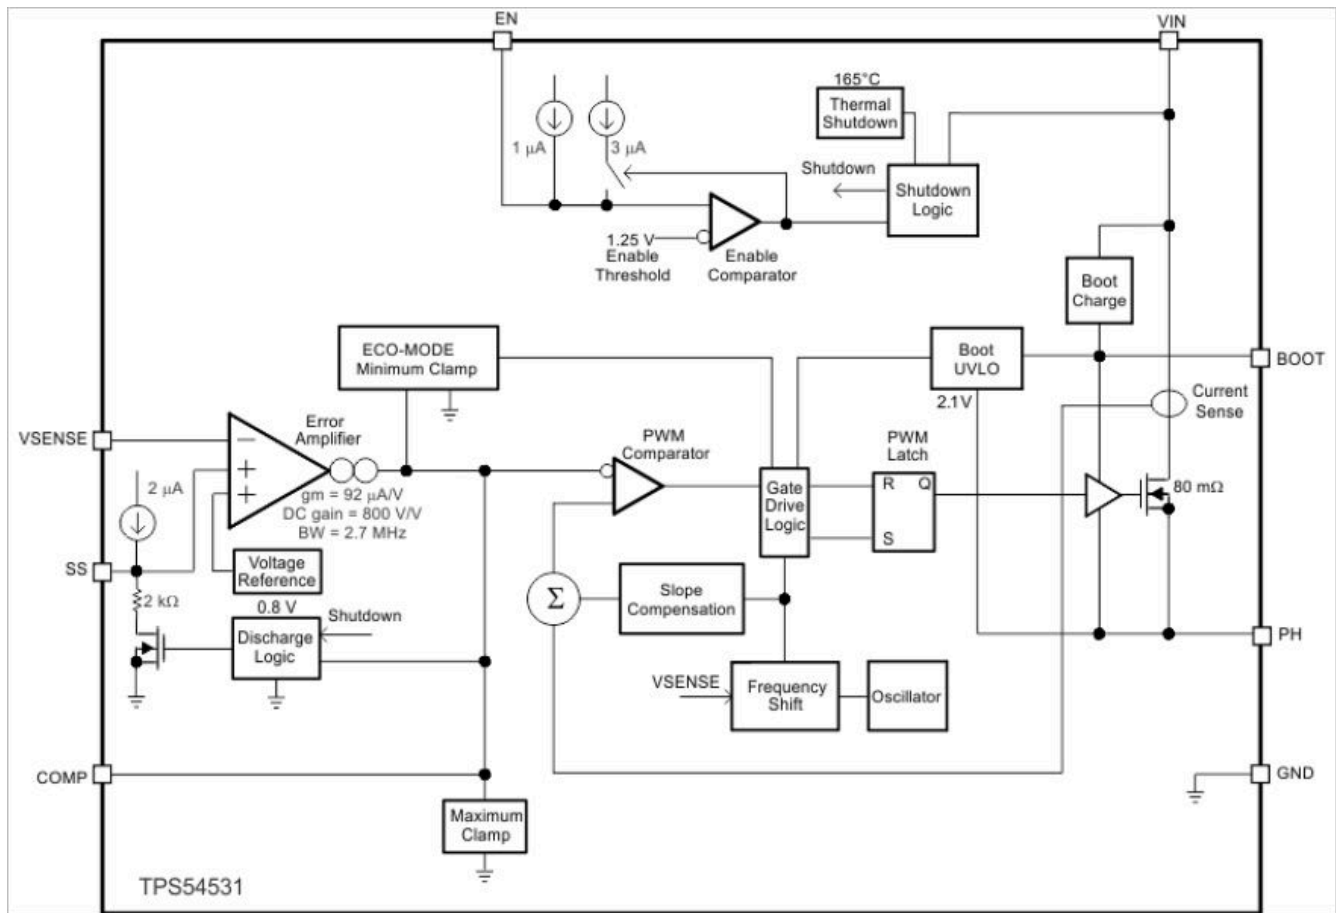 EN
VIN
165°C
Thermal
Shutdown
1 µA
3 µA
Shutdown
Shutdown
Logic
1.25 V
Enable
Threshold
Enable
Comparator
Boot
Charge
ECO-MODE
Minimum Clamp
Boot
UVLO
BOOT
2.1V
Current
Sense
VSENSE
Error
Amplifier
PWM
Comparator
PWM
Latch
2 µA
gm = 92 µA/V
DC gain = 800 V/V
BW = 2.7 MHz
Gate
Drive
Logic
R
Q
S
80 mΩ
SS
Voltage
Reference
0.8 V
2 kΩ
Σ
Slope
Compensation
Discharge
Logic
Shutdown
PH
VSENSE
Frequency
Shift
Oscillator
COMP
GND
Maximum
Clamp
TPS54531